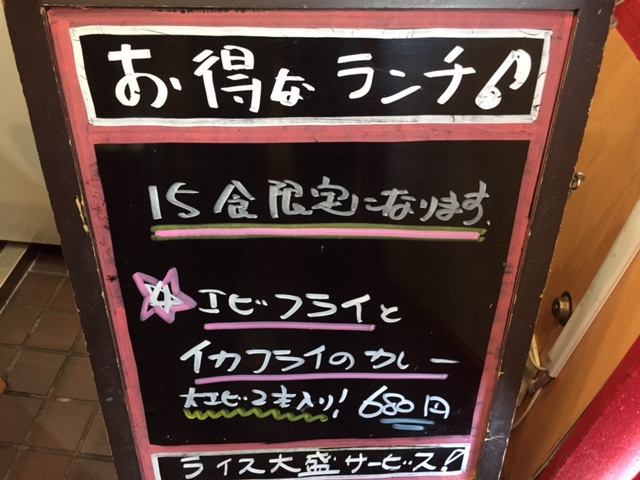 お得なランチ♪
15食限定になります
☆エビフライと
イカフライのカレー
大エビ2本入り! 680円
ライス大盛サービス!